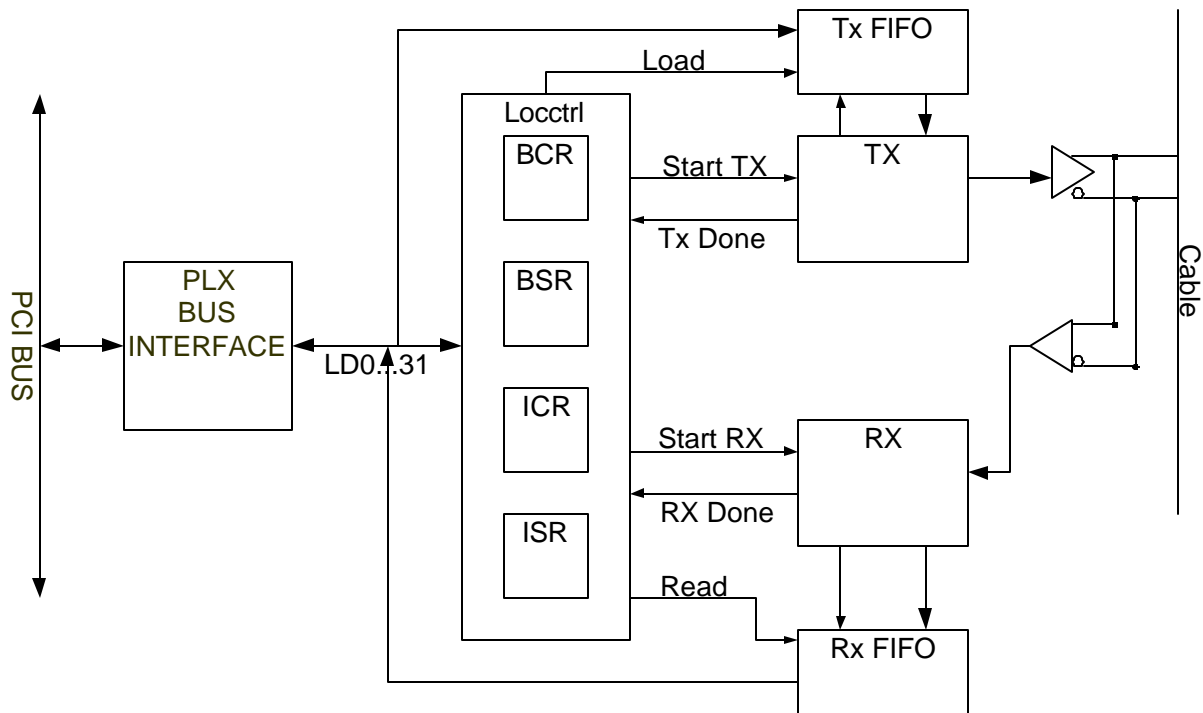 Tx FIFO
Load
Locctrl
BCR
Start TX
TX
Tx Done
BSR
PLX
BUS
INTERFACE
PCI BUS
LD0...31
Cable
ICR
Start RX
RX
RX Done
ISR
Read
Rx FIFO